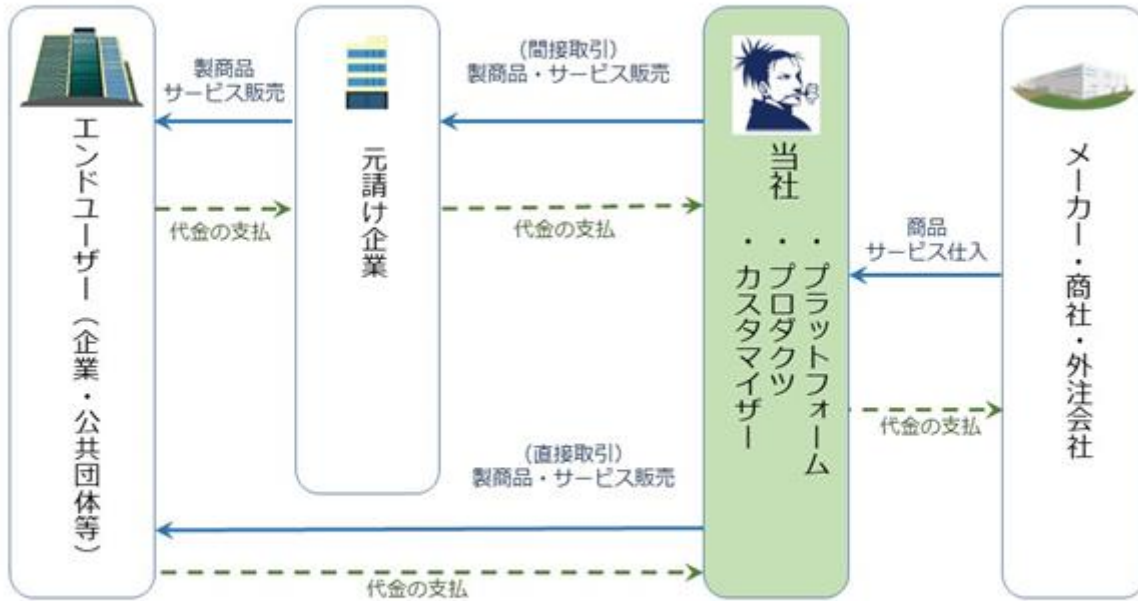 製商品
サービス販売
エンドユーザー(企業・公共団体等)
代金の支払
元請け企業
(間接取引)
製商品・サービス販売
代金の支払
(直接取引)
製商品・サービス販売
代金の支払
当社
・プラットフォーム
・プロダクツ
・カスタマイザー
商品
サービス仕入
代金の支払
メーカー・商社・外注会社